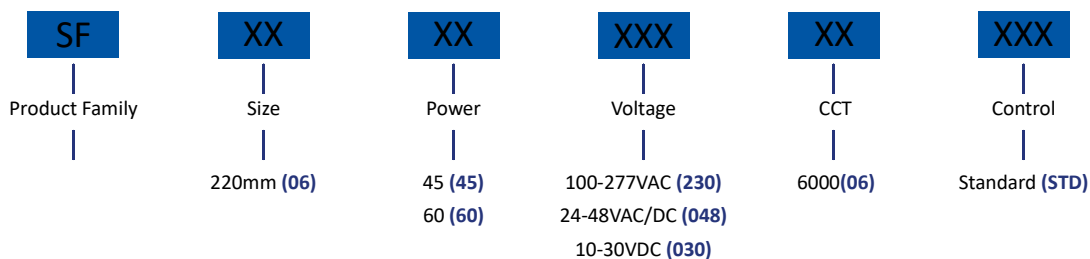 SF XX XX XXX XX XXX
Product Family Size Power Voltage CCT Control
220mm (06) 45 (45) 100-277VAC (230) 6000(06) Standard (STD)
60 (60) 24-48VAC/DC (048)
10-30VDC (030)